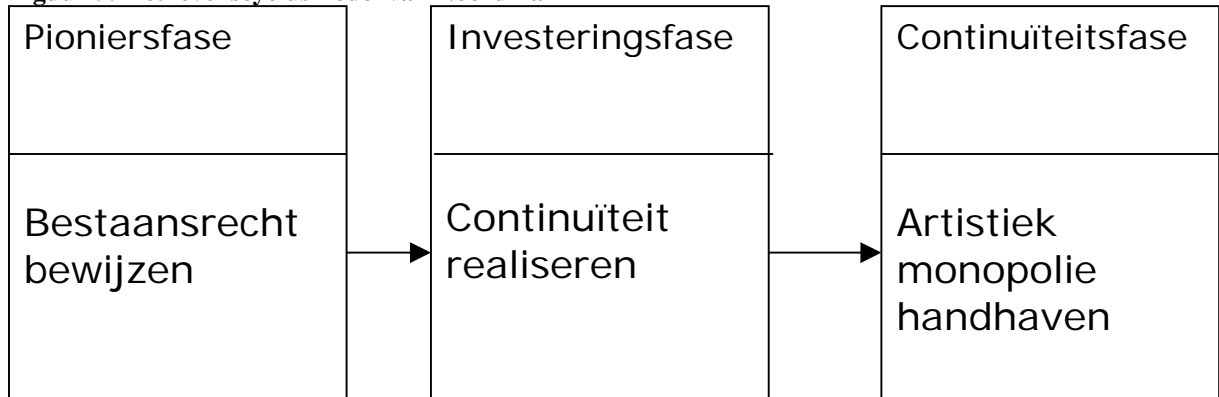 Pioniersfase
Bestaansrecht
bewijzen
Investeringsfase
Continuïteit
realiseren
Continuïteitsfase
Artistiek
monopolie
handhaven